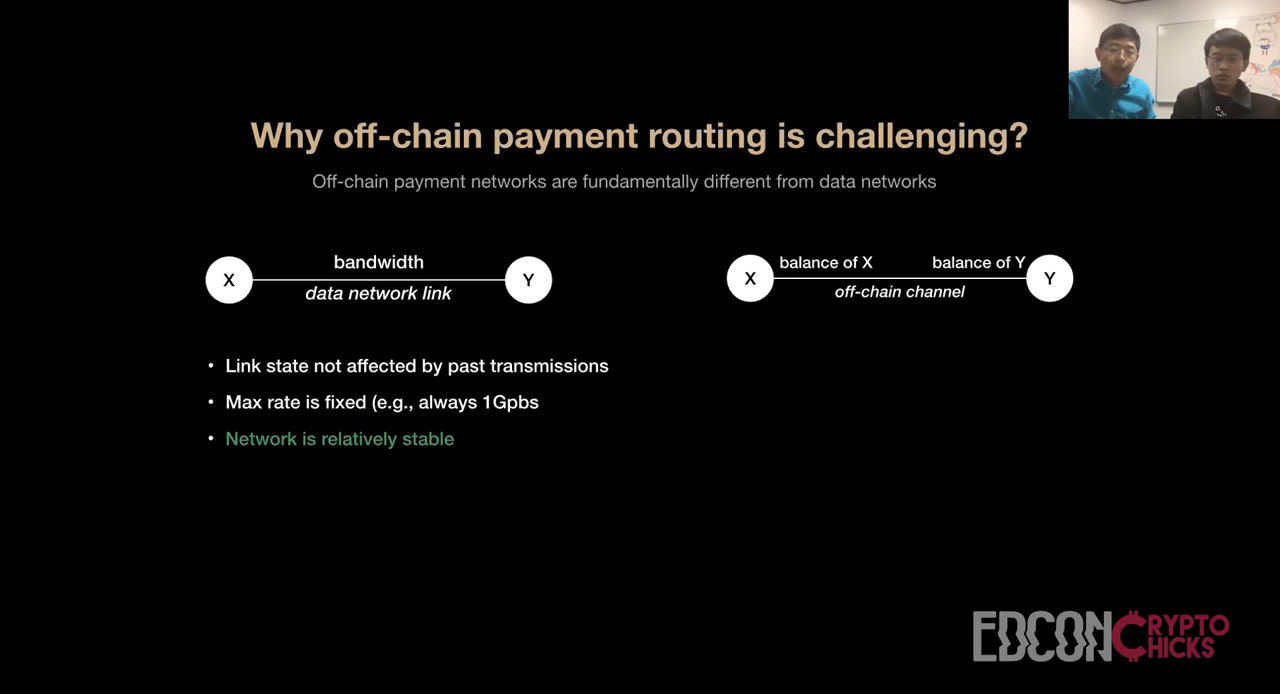 Why off-chain payment routing is challenging?
Off-chain payment networks are fundamentally different from data networks
X
bandwidth
data network link
Y
X
balance of X
balance of Y
off-chain channel
Y
• Link state not affected by past transmissions
• Max rate is fixed (e.g., always 1Gpbs
• Network is relatively stable
EDCON CRYPTO
CHICKS